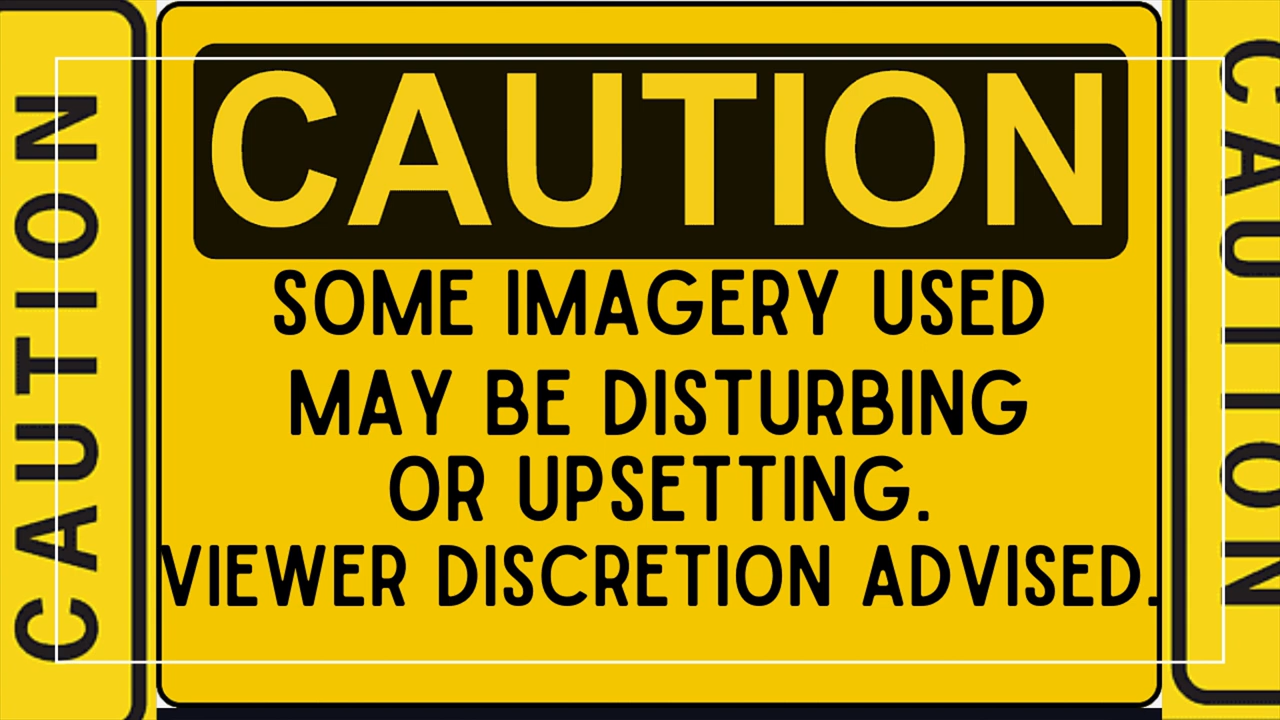 CAUTION
CAUTION
SOME IMAGERY USED
MAY BE DISTURBING
OR UPSETTING.
VIEWER DISCRETION ADVISED.
CAUTION